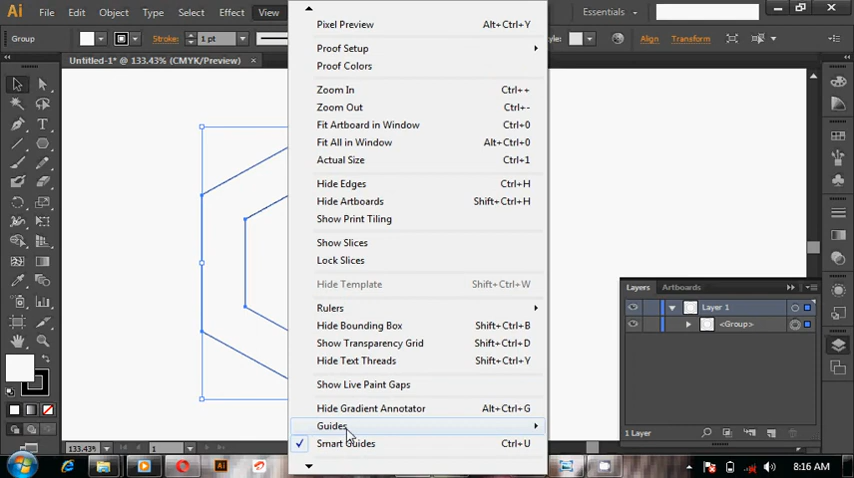 Ai File Edit Object Type Select Effect View Essentials
Group Stroke: 1 pt Style: Align Transform
Untitled-1* @ 133.43% (CMYK/Preview) ×
Pixel Preview Alt+Ctrl+Y
Proof Setup
Proof Colors
Zoom In Ctrl++
Zoom Out Ctrl+-
Fit Artboard in Window Ctrl+0
Fit All in Window Alt+Ctrl+0
Actual Size Ctrl+1
Hide Edges Ctrl+H
Hide Artboards Shift+Ctrl+H
Show Print Tiling
Show Slices
Lock Slices
Hide Template Shift+Ctrl+W
Rulers
Hide Bounding Box Shift+Ctrl+B
Show Transparency Grid Shift+Ctrl+D
Hide Text Threads Shift+Ctrl+Y
Show Live Paint Gaps
Hide Gradient Annotator Alt+Ctrl+G
Guides
Smart Guides Ctrl+U
Layers Artboards
Layer 1
<Group>
1 Layer
133.43% 1
8:16 AM